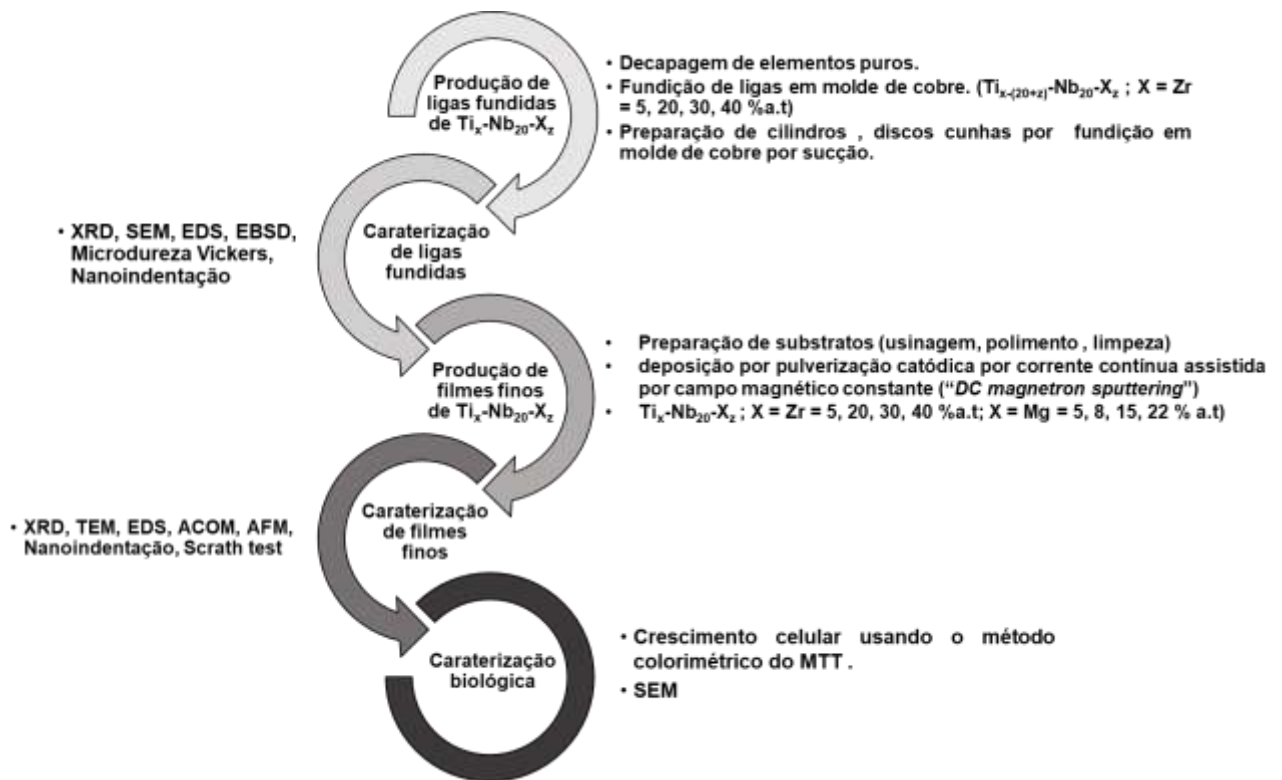 Produção de
ligas fundidas
de Tiₓ-Nb₂₀-X_z
• Decapagem de elementos puros.
• Fundição de ligas em molde de cobre. (Ti_{x-(20+z)}-Nb₂₀-X_z ; X = Zr
= 5, 20, 30, 40 %a.t)
• Preparação de cilindros , discos cunhas por fundição em
molde de cobre por sucção.
• XRD, SEM, EDS, EBSD,
Microdureza Vickers,
Nanoindentação
Caraterização
de ligas
fundidas
Produção de
filmes finos
de Tiₓ-Nb₂₀-X_z
• Preparação de substratos (usinagem, polimento , limpeza)
• deposição por pulverização catódica por corrente contínua assistida
por campo magnético constante (“DC magnetron sputtering”)
• Tiₓ-Nb₂₀-X_z ; X = Zr = 5, 20, 30, 40 %a.t; X = Mg = 5, 8, 15, 22 % a.t)
• XRD, TEM, EDS, ACOM, AFM,
Nanoindentação, Scrath test
Caraterização
de filmes
finos
Caraterização
biológica
• Crescimento celular usando o método
colorimétrico do MTT .
• SEM